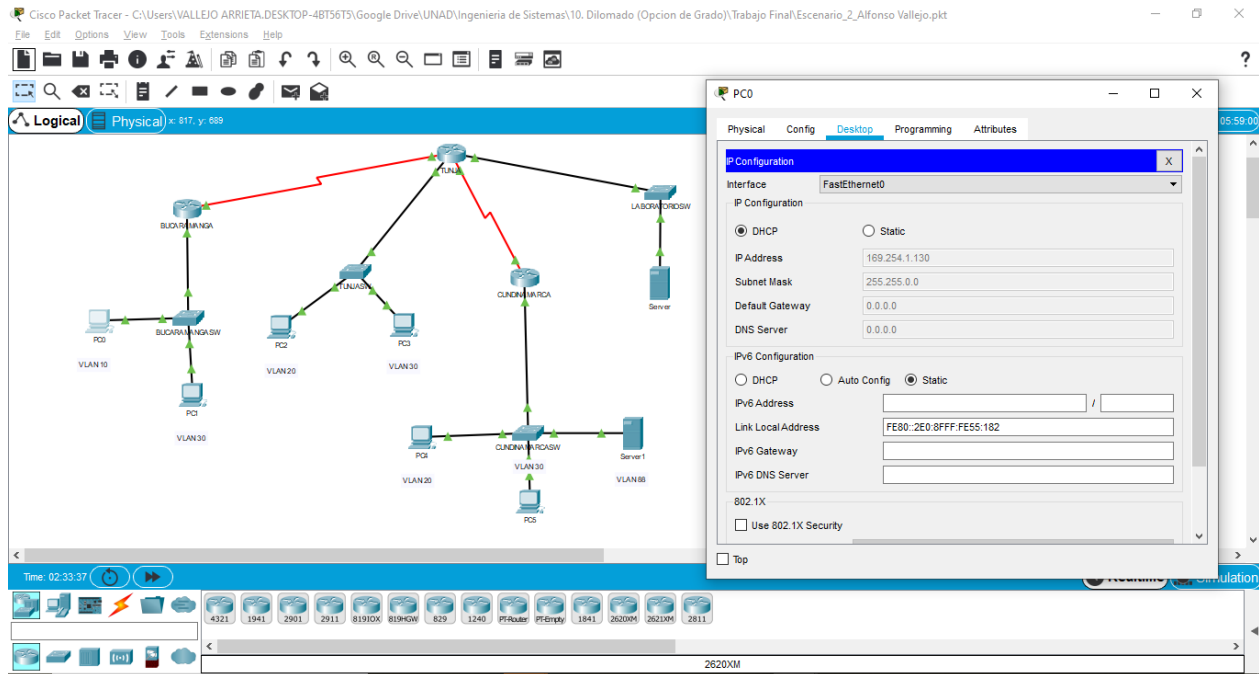 Cisco Packet Tracer - C:\Users\VALLEJO ARRIETA.DESKTOP-4BT56T5\Google Drive\UNAD\Ingenieria de Sistemas\10. Dilomado (Opcion de Grado)\Trabajo Final\Escenario_2_Alfonso Vallejo.pkt
File Edit Options View Tools Extensions Help
?
Logical Physical x: 817, y: 689
05:59:00
TUNJA
LABORATORIOSW
BUCARAMANGA
TUNJASW
CUNDINAMARCA
Server
PC0
BUCARAMANGASW
PC2
PC3
VLAN 10
VLAN 20
VLAN 30
PC1
VLAN 30
PC4
CUNDINAMARCASW
Server1
VLAN 30
VLAN 20
VLAN 88
PC5
PC0
Physical Config Desktop Programming Attributes
IP Configuration X
Interface FastEthernet0
IP Configuration
DHCP Static
IP Address 169.254.1.130
Subnet Mask 255.255.0.0
Default Gateway 0.0.0.0
DNS Server 0.0.0.0
IPv6 Configuration
DHCP Auto Config Static
IPv6 Address /
Link Local Address FE80::2E0:8FFF:FE55:182
IPv6 Gateway
IPv6 DNS Server
802.1X
Use 802.1X Security
Top
Time: 02:33:37
Realtime Simulation
4321 1941 2901 2911 819IOX 819HGW 829 1240 PT-Router PT-Empty 1841 2620XM 2621XM 2811
2620XM